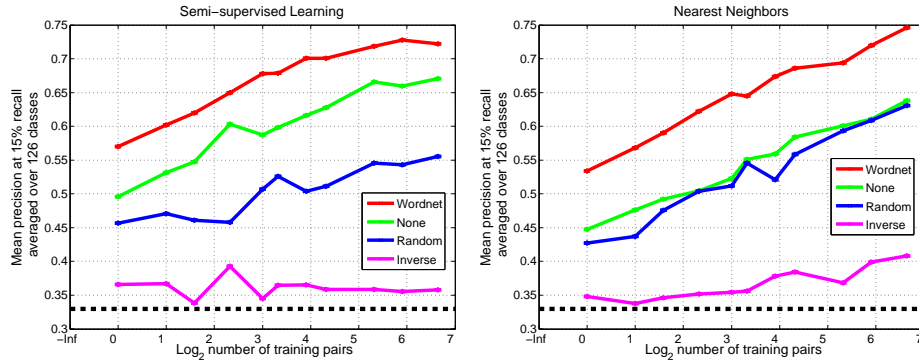 Semi-supervised Learning
Mean precision at 15% recall
averaged over 126 classes
0.75
0.7
0.65
0.6
0.55
0.5
0.45
0.4
0.35
0.3
Wordnet
None
Random
Inverse
-Inf 0 1 2 3 4 5 6 7
Log2 number of training pairs
Nearest Neighbors
Mean precision at 15% recall
averaged over 126 classes
0.75
0.7
0.65
0.6
0.55
0.5
0.45
0.4
0.35
0.3
Wordnet
None
Random
Inverse
-Inf 0 1 2 3 4 5 6 7
Log2 number of training pairs